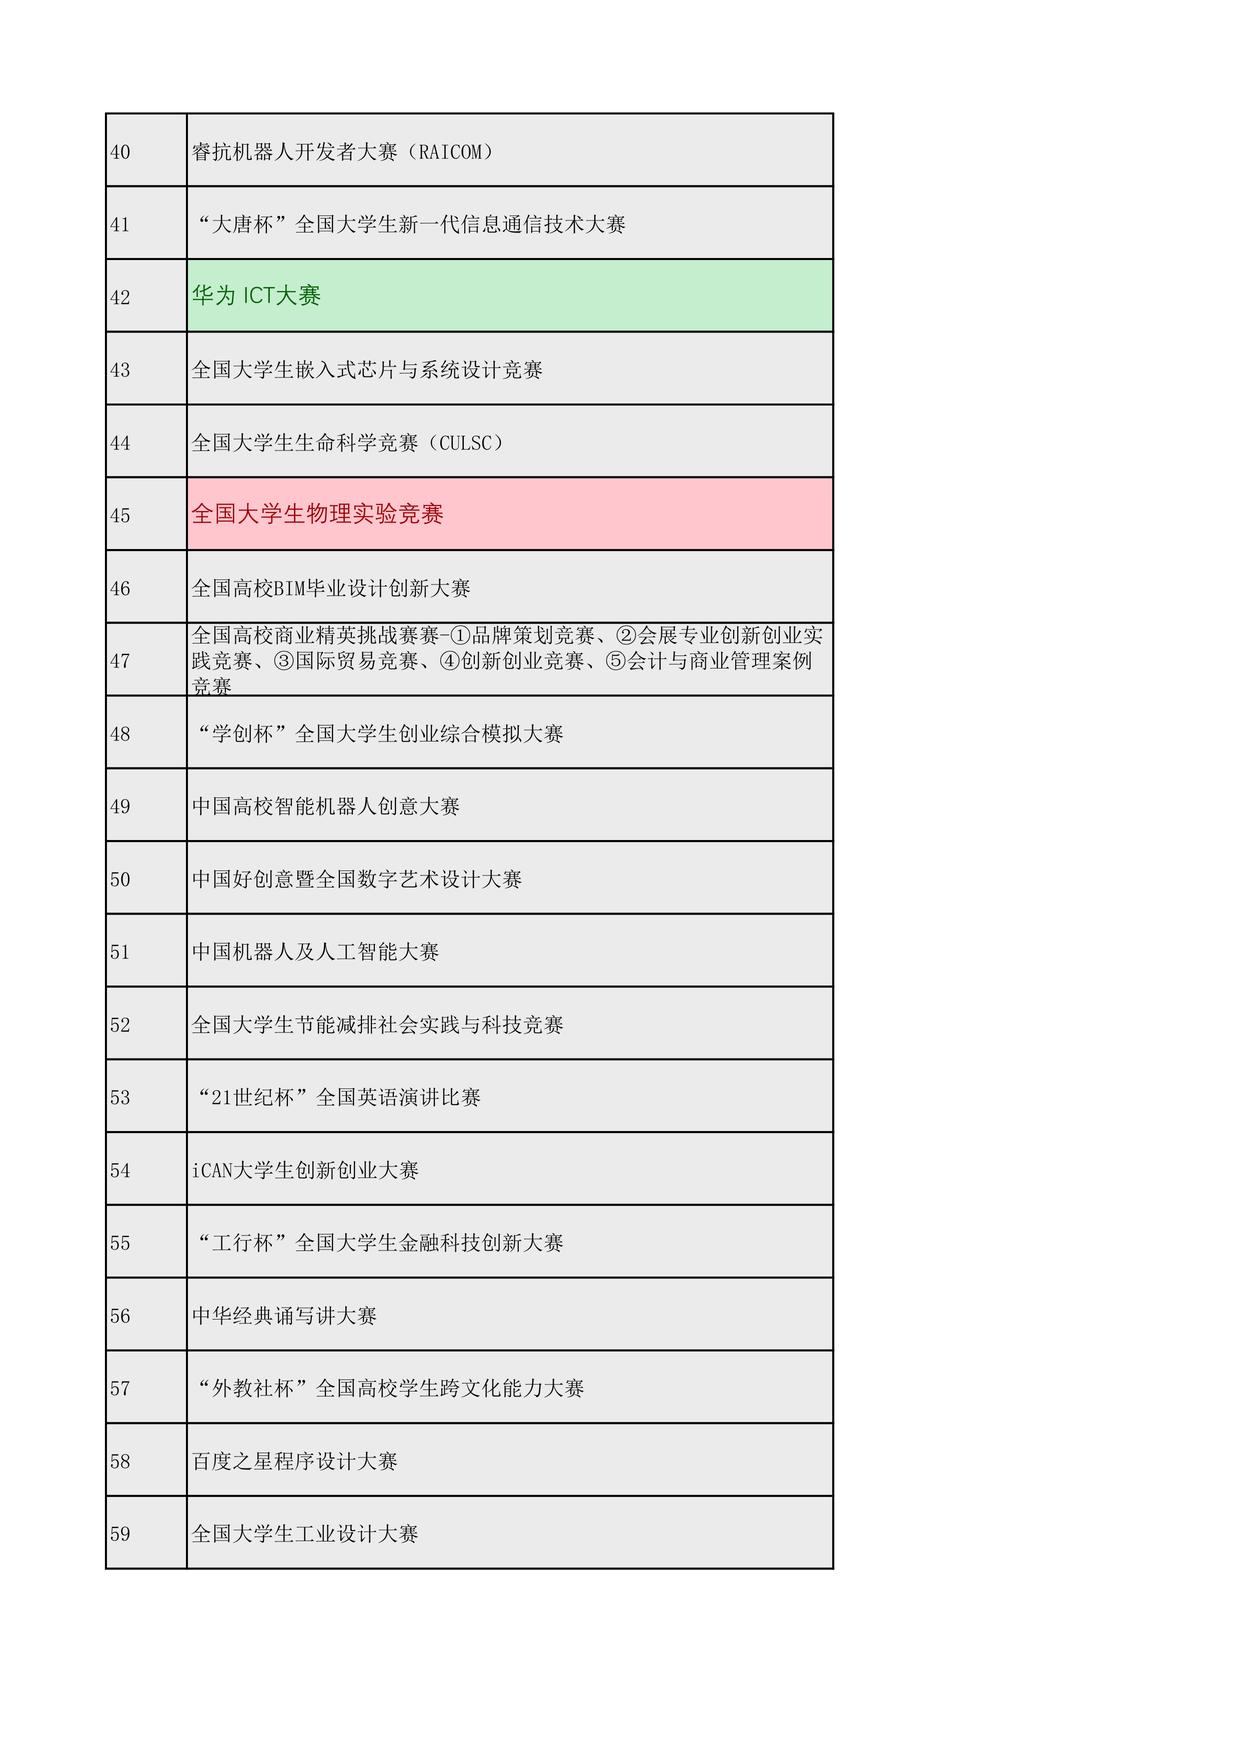 40 睿抗机器人开发者大赛（RAICOM）
41 “大唐杯”全国大学生新一代信息通信技术大赛
42 华为 ICT大赛
43 全国大学生嵌入式芯片与系统设计竞赛
44 全国大学生生命科学竞赛（CULSC）
45 全国大学生物理实验竞赛
46 全国高校BIM毕业设计创新大赛
47 全国高校商业精英挑战赛赛-①品牌策划竞赛、②会展专业创新创业实
践竞赛、③国际贸易竞赛、④创新创业竞赛、⑤会计与商业管理案例
竞赛
48 “学创杯”全国大学生创业综合模拟大赛
49 中国高校智能机器人创意大赛
50 中国好创意暨全国数字艺术设计大赛
51 中国机器人及人工智能大赛
52 全国大学生节能减排社会实践与科技竞赛
53 “21世纪杯”全国英语演讲比赛
54 iCAN大学生创新创业大赛
55 “工行杯”全国大学生金融科技创新大赛
56 中华经典诵写讲大赛
57 “外教社杯”全国高校学生跨文化能力大赛
58 百度之星程序设计大赛
59 全国大学生工业设计大赛